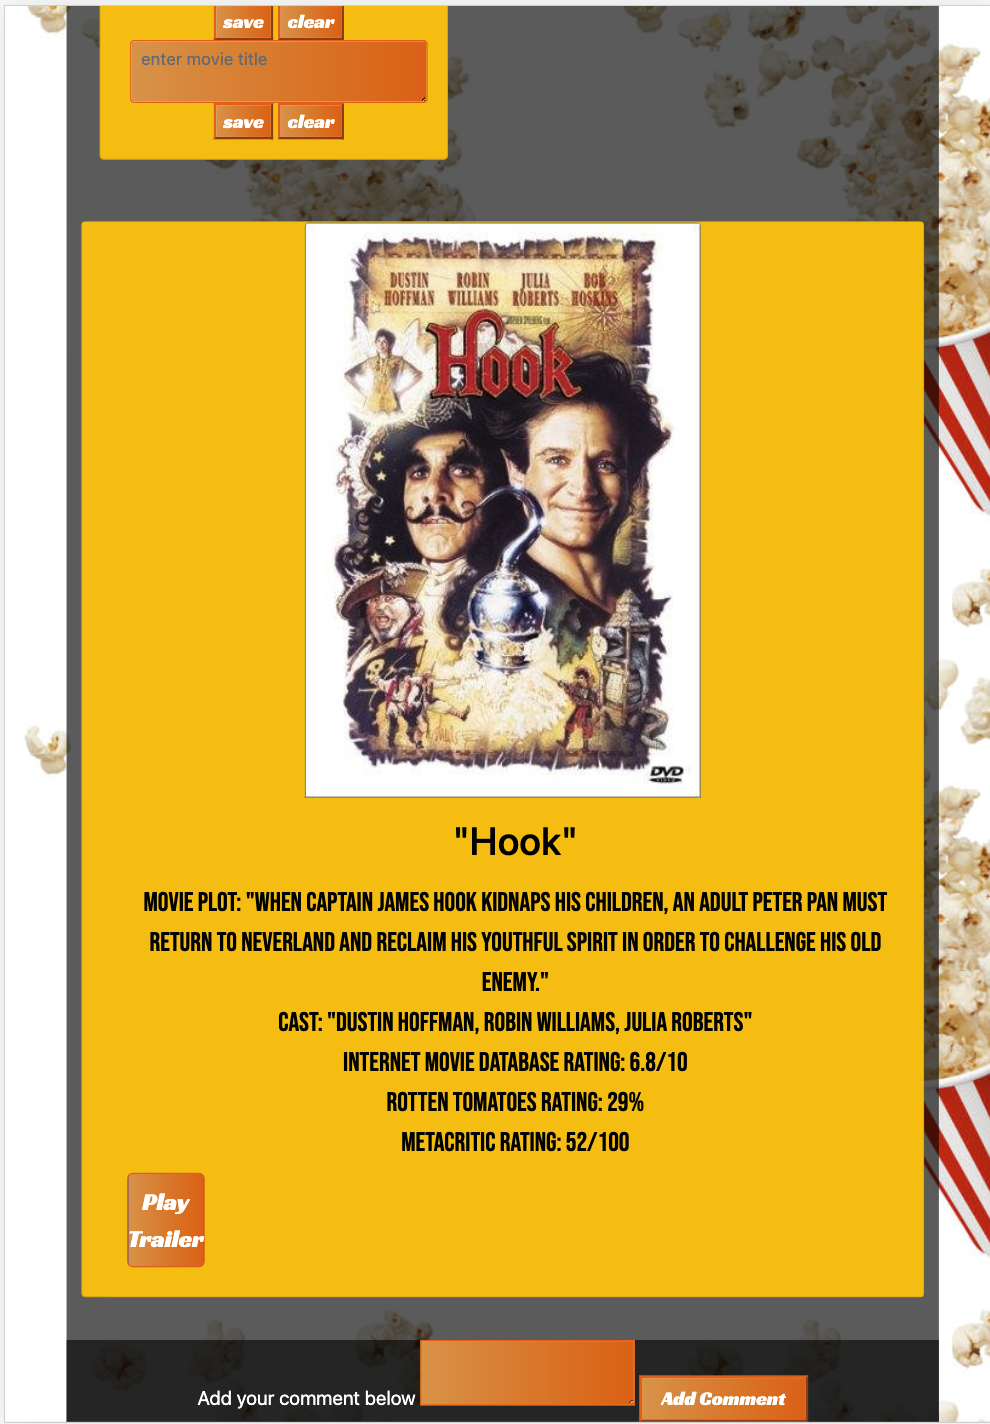 save clear
enter movie title
save clear
DUSTIN HOFFMAN ROBIN WILLIAMS JULIA ROBERTS BOB HOSKINS
Hook
DVD
VIDEO
"Hook"
MOVIE PLOT: "WHEN CAPTAIN JAMES HOOK KIDNAPS HIS CHILDREN, AN ADULT PETER PAN MUST
RETURN TO NEVERLAND AND RECLAIM HIS YOUTHFUL SPIRIT IN ORDER TO CHALLENGE HIS OLD
ENEMY."
CAST: "DUSTIN HOFFMAN, ROBIN WILLIAMS, JULIA ROBERTS"
INTERNET MOVIE DATABASE RATING: 6.8/10
ROTTEN TOMATOES RATING: 29%
METACRITIC RATING: 52/100
Play
Trailer
Add your comment below
Add Comment